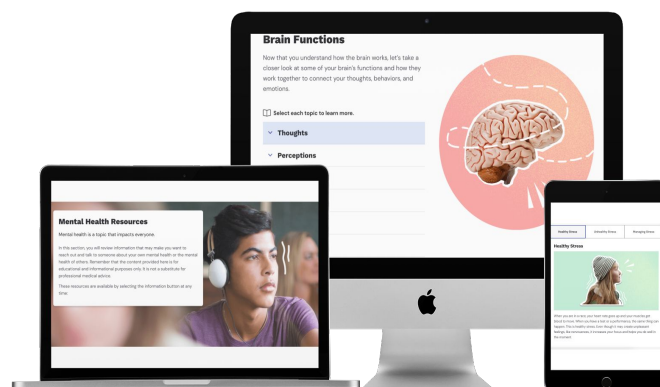 Brain Functions
Now that you understand how the brain works, let's take a
closer look at some of your brain's functions and how they
work together to connect your thoughts, behaviors, and
emotions.
Select each topic to learn more.
Thoughts
Perceptions
Mental Health Resources
Mental health is a topic that impacts everyone.
In this section, you will review information that may make you want to
reach out and talk to someone about your own mental health or the mental
health of others. Remember that the content provided here is for
educational and informational purposes only. It is not a substitute for
professional medical advice.
These resources are available by selecting the information button at any
time.
Healthy Stress
Unhealthy Stress
Managing Stress
Healthy Stress